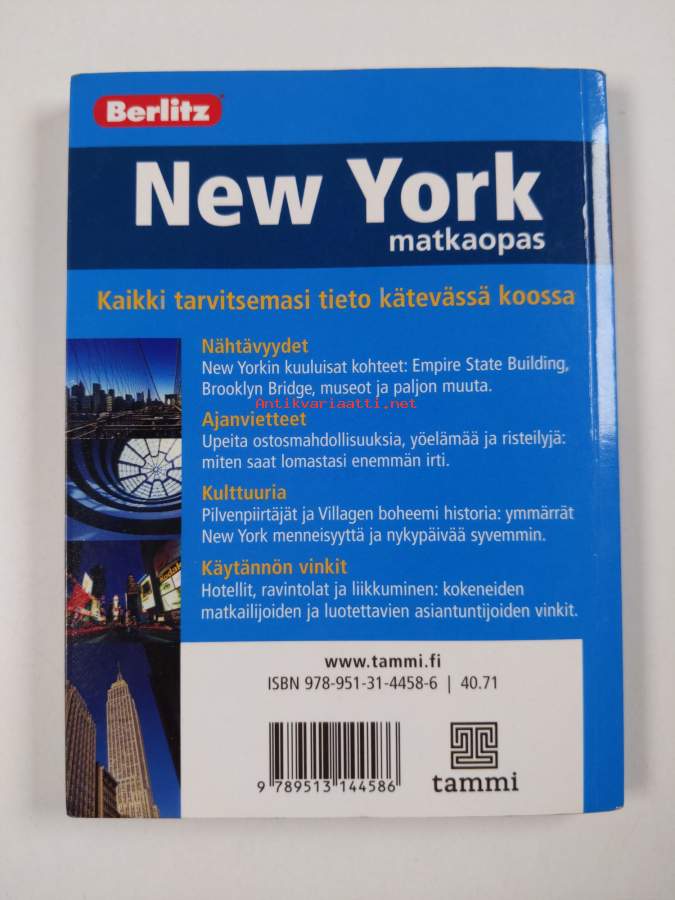 Berlitz
New York
matkaopas
Kaikki tarvitsemasi tieto kätevässä koossa
Nähtävyydet
New Yorkin kuuluisat kohteet: Empire State Building,
Brooklyn Bridge, museot ja paljon muuta.
Antikvariaatti.net
Ajanvietteet
Upeita ostosmahdollisuuksia, yöelämää ja risteilyjä:
miten saat lomastasi enemmän irti.
Kulttuuria
Pilvenpiirtäjät ja Villagen boheemi historia: ymmärrät
New York menneisyyttä ja nykypäivää syvemmin.
Käytännön vinkit
Hotellit, ravintolat ja liikkuminen: kokeneiden
matkailijoiden ja luotettavien asiantuntijoiden vinkit.
Kodak
www.tammi.fi
ISBN 978-951-31-4458-6 | 40.71
9 789513 144586
tammi